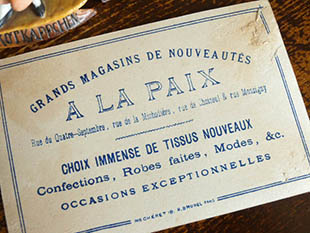 ROTKÄPPCHEN
GRANDS MAGASINS DE NOUVEAUTÉS
A LA PAIX
Rue du Quatre-Septembre, rue de la Michodière, rue de & rue Monsigny
CHOIX IMMENSE DE TISSUS NOUVEAUX
Confections, Robes faites, Modes, &c.
OCCASIONS EXCEPTIONNELLES